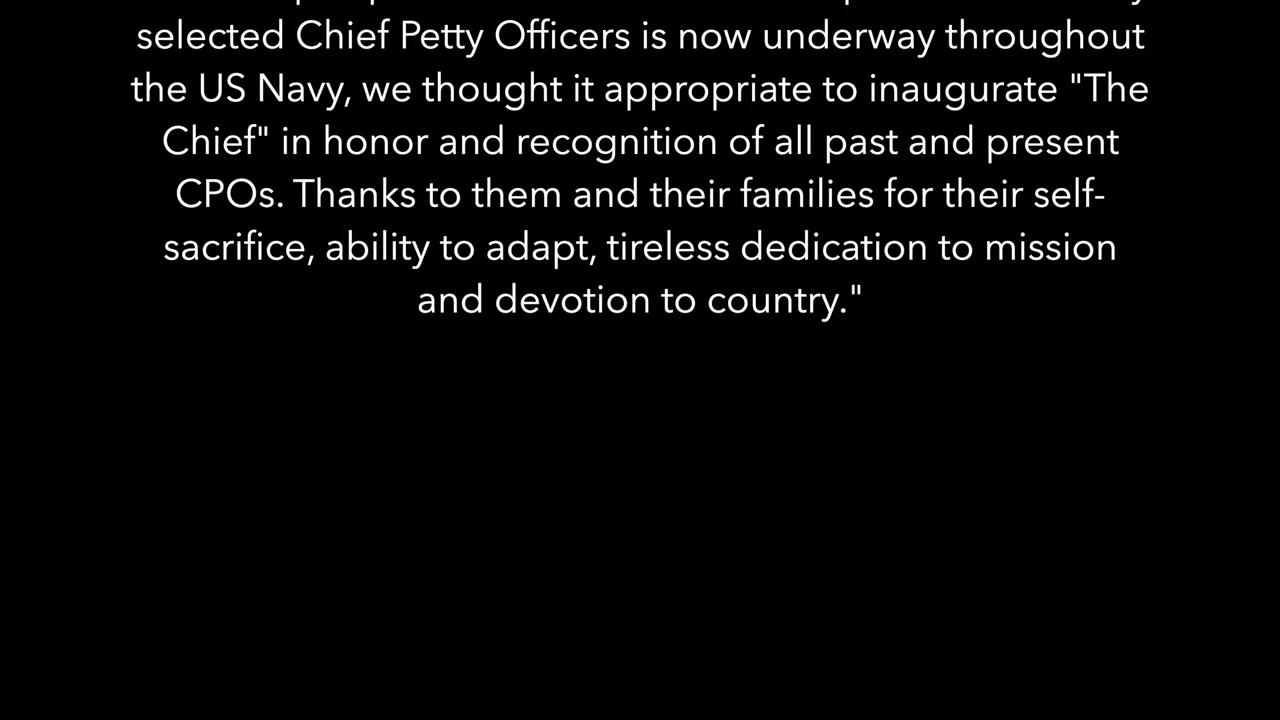 selected Chief Petty Officers is now underway throughout
the US Navy, we thought it appropriate to inaugurate "The
Chief" in honor and recognition of all past and present
CPOs. Thanks to them and their families for their self-
sacrifice, ability to adapt, tireless dedication to mission
and devotion to country."